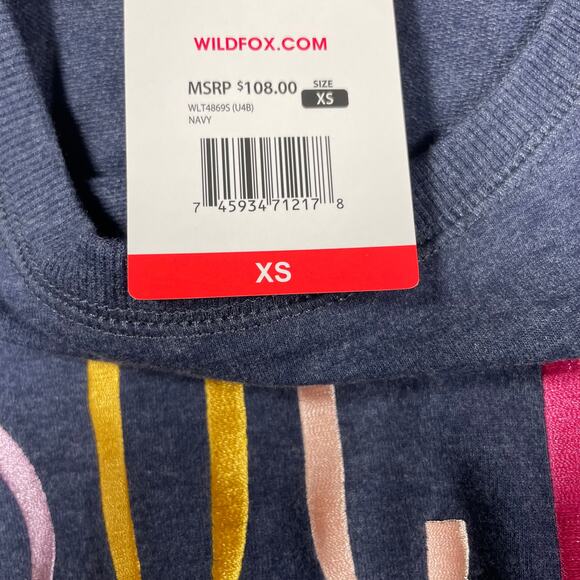 WILDFOX.COM
MSRP $108.00 SIZE XS
WLT4869S (U4B)
NAVY
7 45934 71217 8
XS